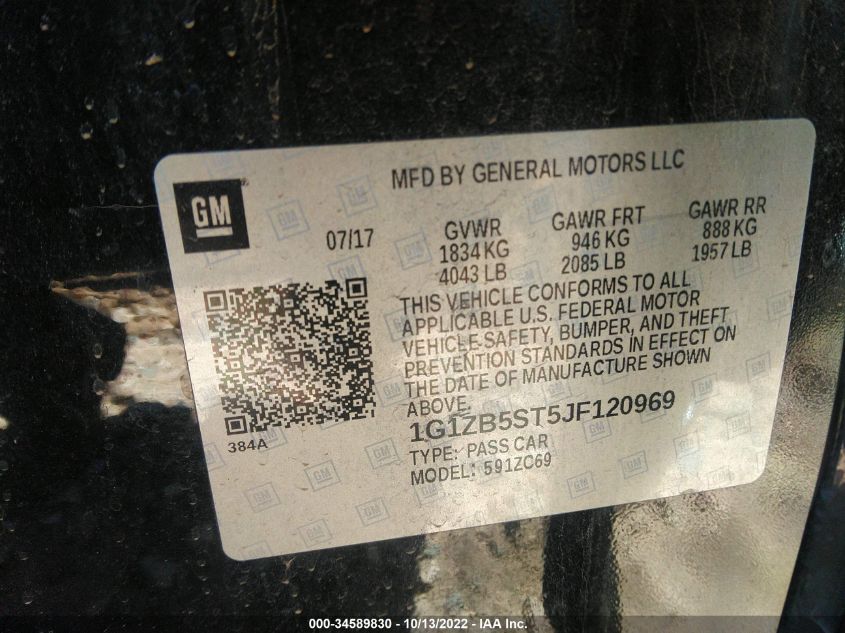 MFD BY GENERAL MOTORS LLC
GM
07/17
GVWR
1834 KG
4043 LB
GAWR FRT
946 KG
2085 LB
GAWR RR
888 KG
1957 LB
THIS VEHICLE CONFORMS TO ALL
APPLICABLE U.S. FEDERAL MOTOR
VEHICLE-SAFETY, BUMPER, AND THEFT
PREVENTION STANDARDS IN EFFECT ON
THE DATE OF MANUFACTURE SHOWN
ABOVE
384A
1G1ZB5ST5JF120969
TYPE: PASS CAR
MODEL: 591ZC69
000-34589830 - 10/13/2022 - IAA Inc.